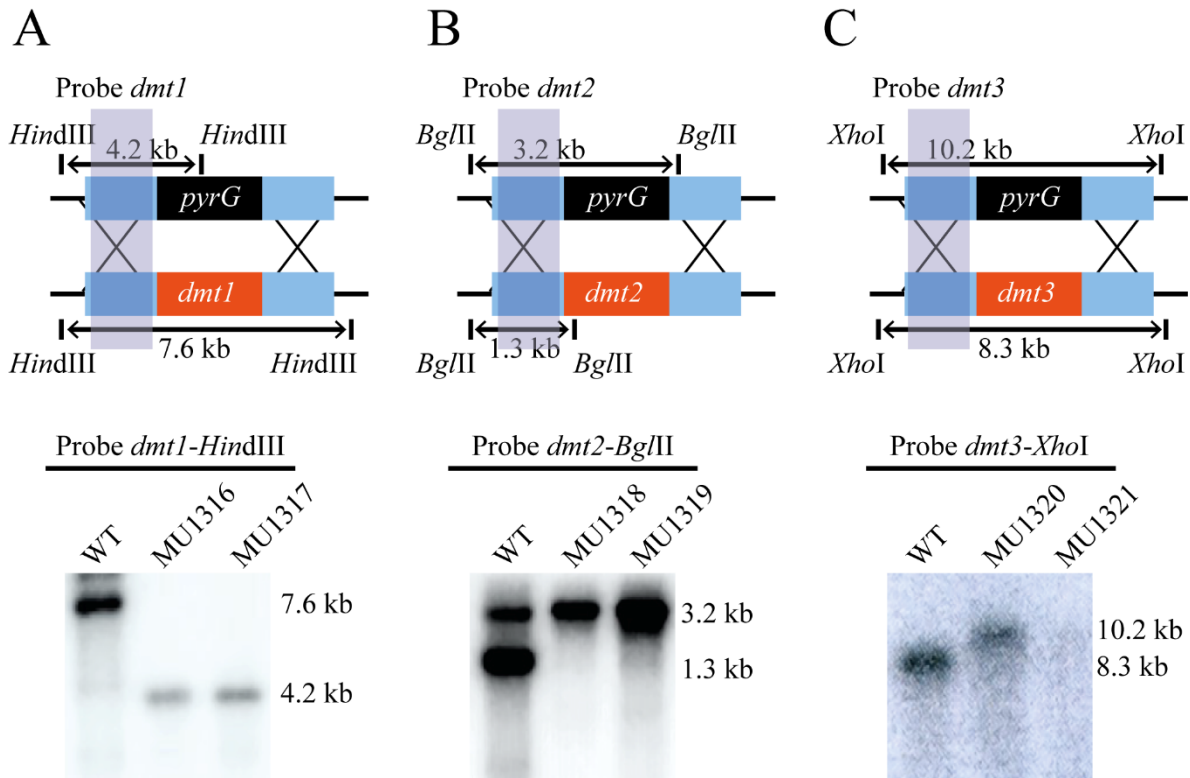 A
Probe dmt1
HindIII
HindIII
4.2 kb
pyrG
dmt1
7.6 kb
HindIII
HindIII
Probe dmt1-HindIII
WT
MU1316
MU1317
7.6 kb
4.2 kb
B
Probe dmt2
BglII
BglII
3.2 kb
pyrG
dmt2
1.3 kb
BglII
BglII
Probe dmt2-BglII
WT
MU1318
MU1319
3.2 kb
1.3 kb
C
Probe dmt3
XhoI
XhoI
10.2 kb
pyrG
dmt3
8.3 kb
XhoI
XhoI
Probe dmt3-XhoI
WT
MU1320
MU1321
10.2 kb
8.3 kb